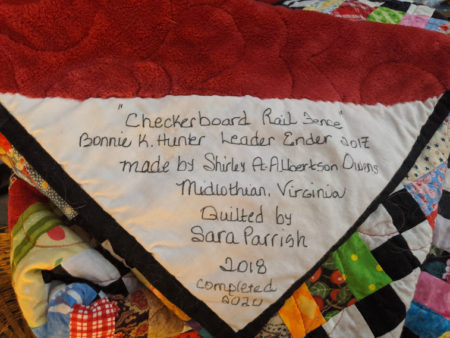 "Checkerboard Rail Fence"
Bonnie K. Hunter Leader Ender 2017
made by Shirley A. Albertson Owens
Midlothian, Virginia
Quilted by
Sara Parrish
2018
Completed
2020